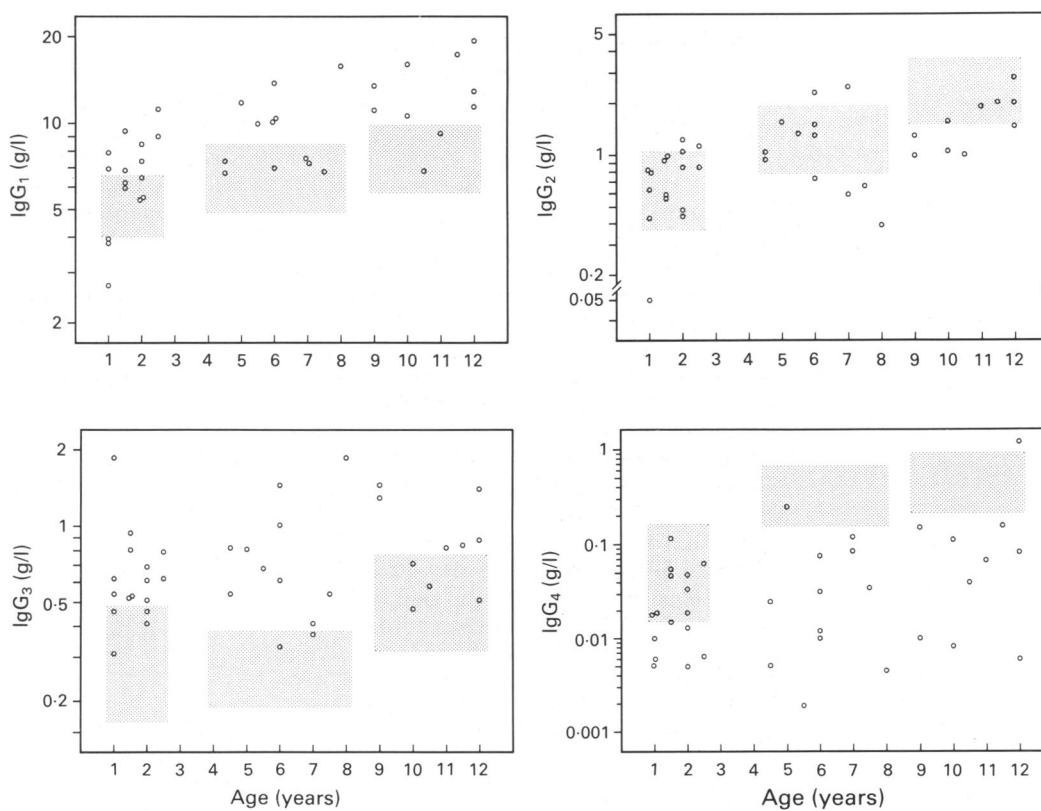 IgG₁ (g/l)
20
10
5
2
1 2 3 4 5 6 7 8 9 10 11 12
IgG₂ (g/l)
5
1
0·2
0·05
1 2 3 4 5 6 7 8 9 10 11 12
IgG₃ (g/l)
2
1
0·5
0·2
1 2 3 4 5 6 7 8 9 10 11 12
Age (years)
IgG₄ (g/l)
1
0·1
0·01
0·001
1 2 3 4 5 6 7 8 9 10 11 12
Age (years)